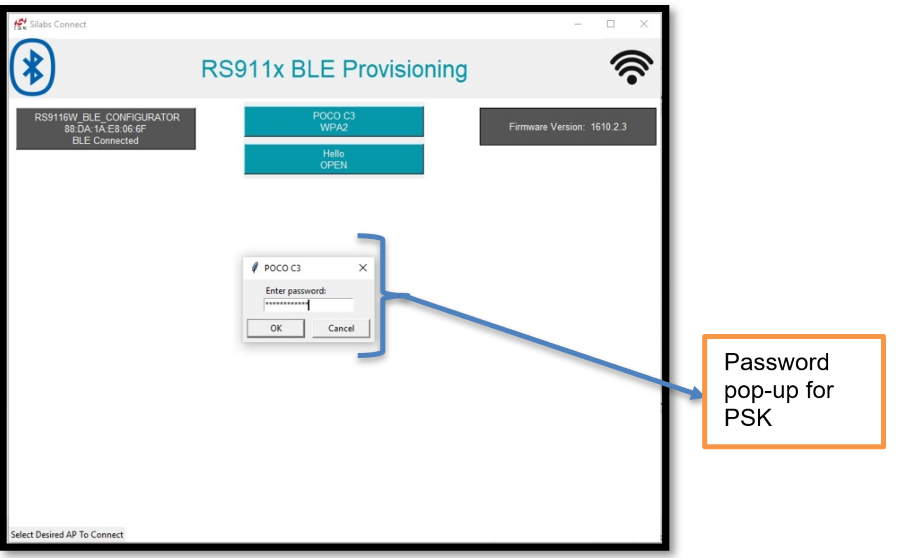 Silabs Connect
RS911x BLE Provisioning
RS9116W_BLE_CONFIGURATOR
88:DA:1A:E8:06:6F
BLE Connected
POCO C3
WPA2
Hello
OPEN
Firmware Version: 1610.2.3
POCO C3
Enter password:
************
OK
Cancel
Password
pop-up for
PSK
Select Desired AP To Connect